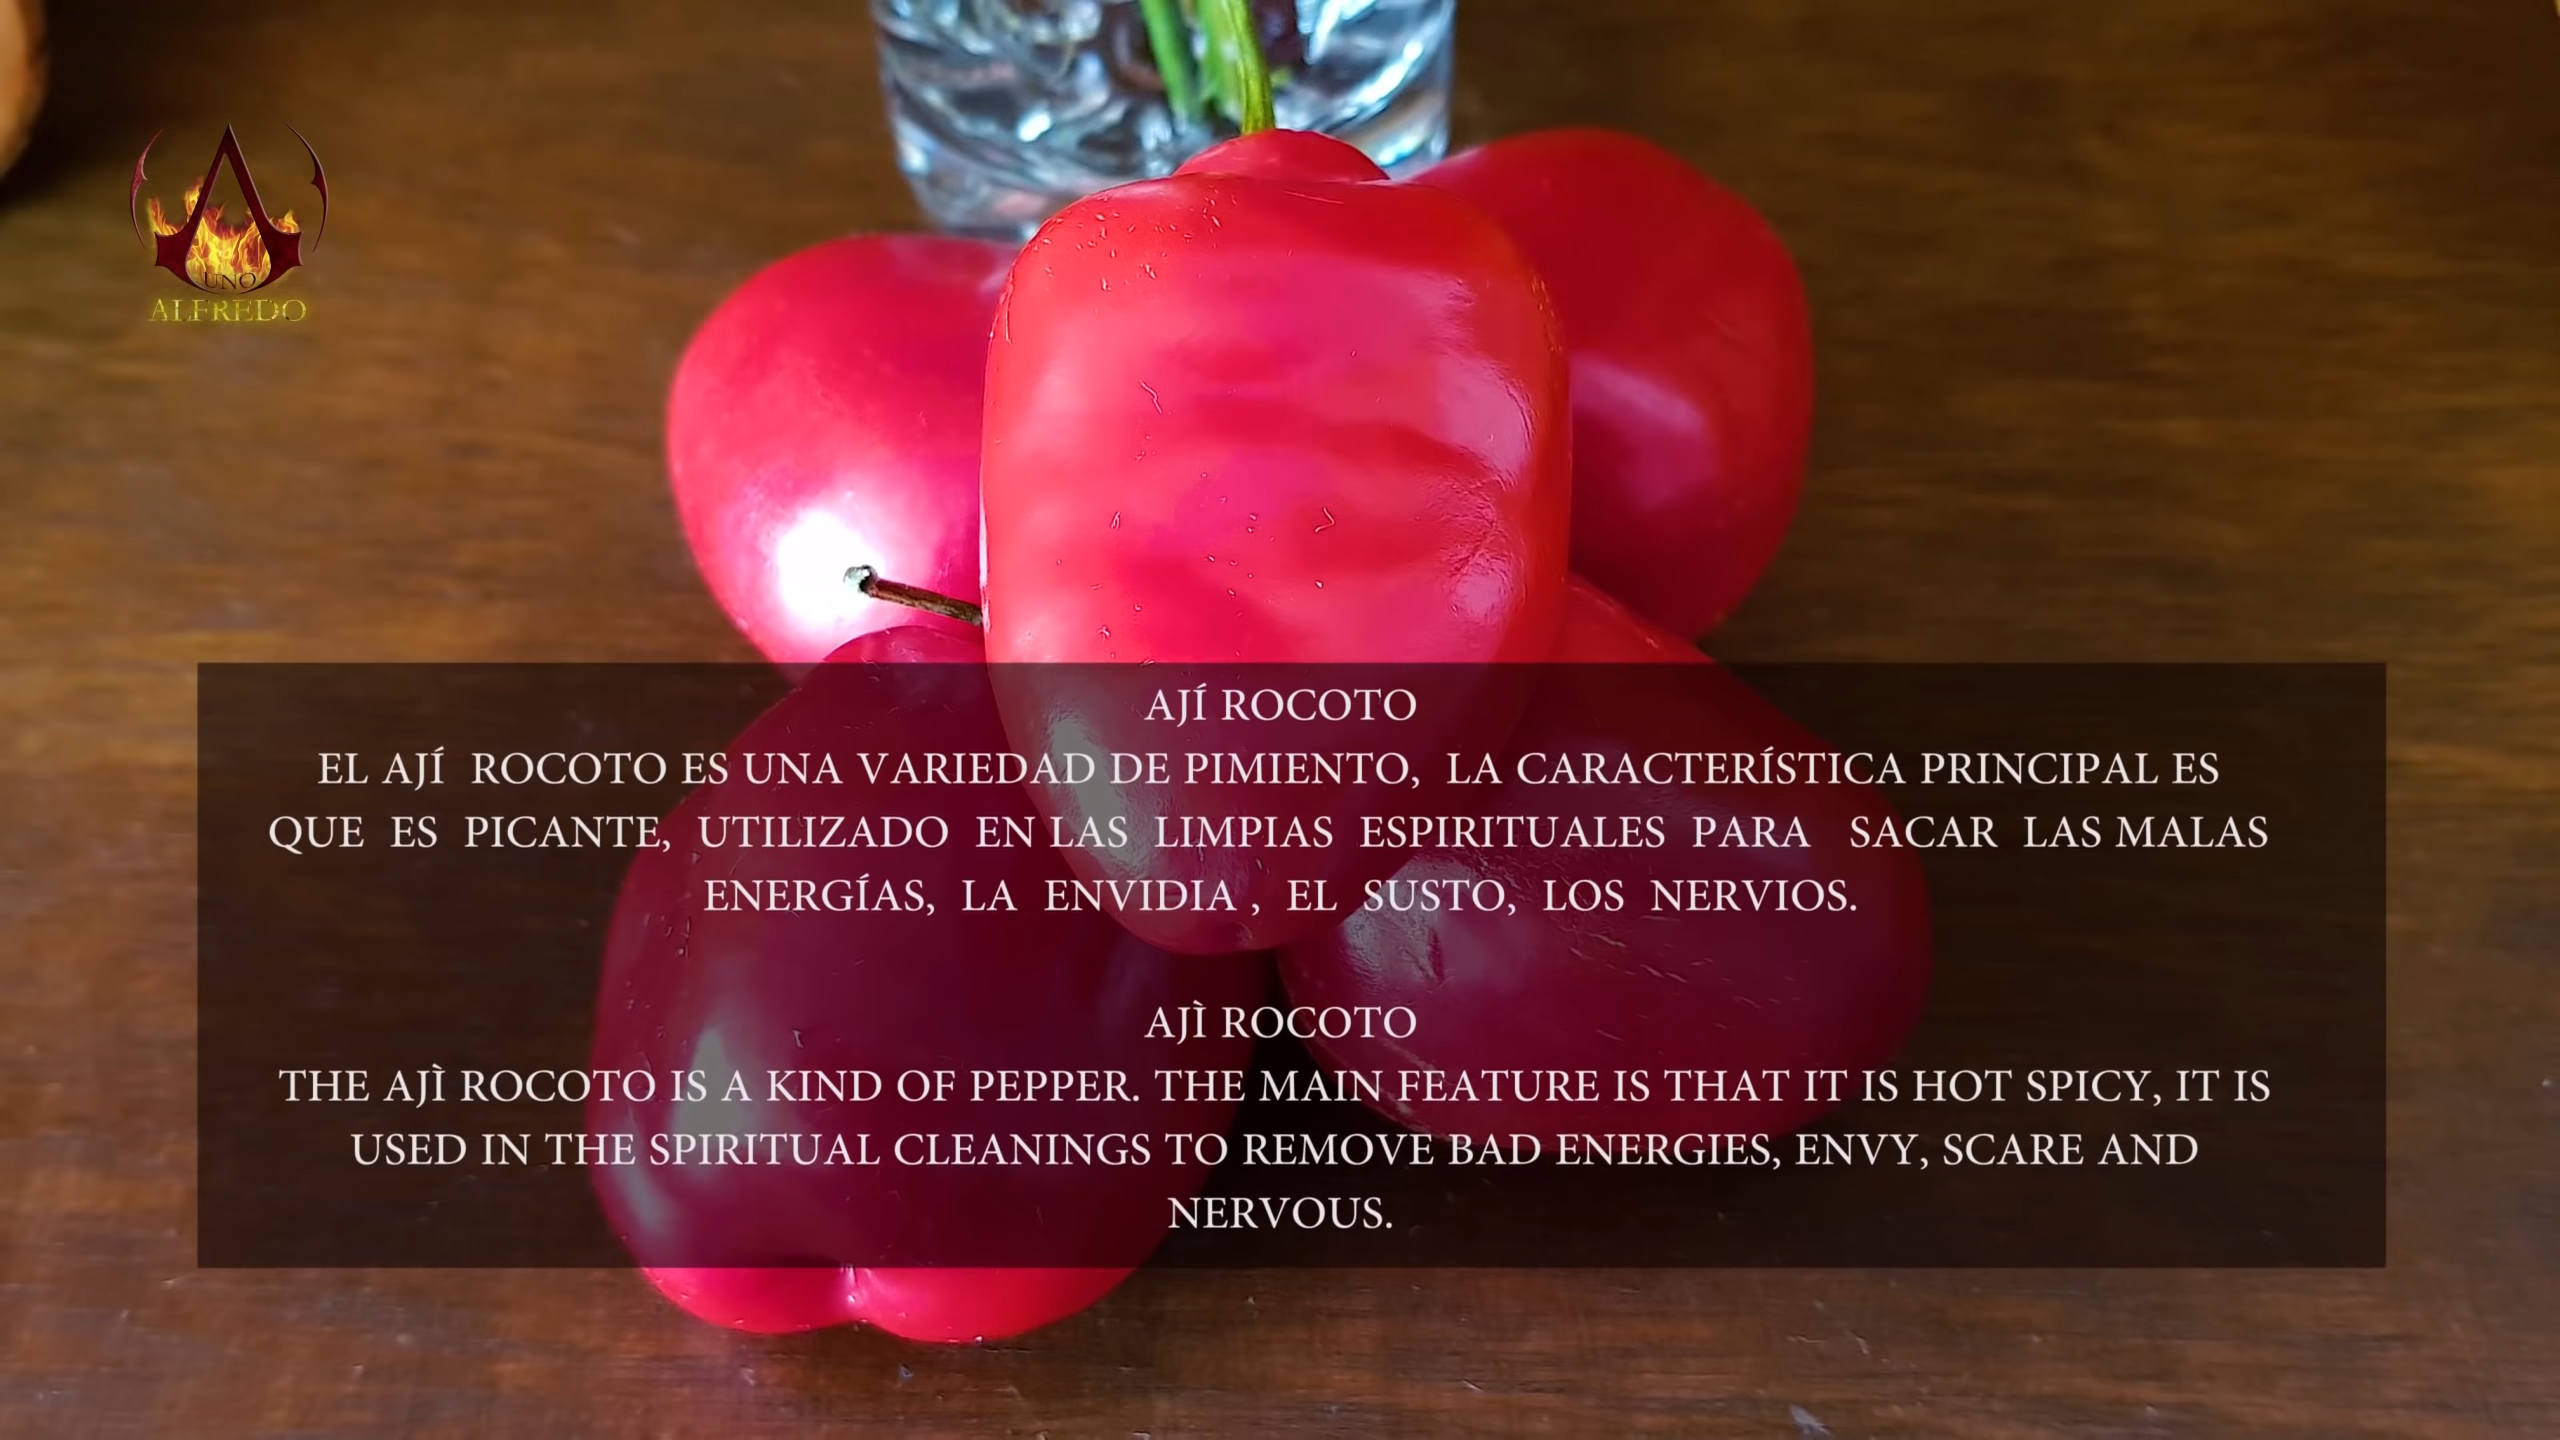 UNO
ALFREDO
AJÍ ROCOTO
EL AJÍ ROCOTO ES UNA VARIEDAD DE PIMIENTO, LA CARACTERÍSTICA PRINCIPAL ES
QUE ES PICANTE, UTILIZADO EN LAS LIMPIAS ESPIRITUALES PARA SACAR LAS MALAS
ENERGÍAS, LA ENVIDIA , EL SUSTO, LOS NERVIOS.
AJÌ ROCOTO
THE AJÌ ROCOTO IS A KIND OF PEPPER. THE MAIN FEATURE IS THAT IT IS HOT SPICY, IT IS
USED IN THE SPIRITUAL CLEANINGS TO REMOVE BAD ENERGIES, ENVY, SCARE AND
NERVOUS.